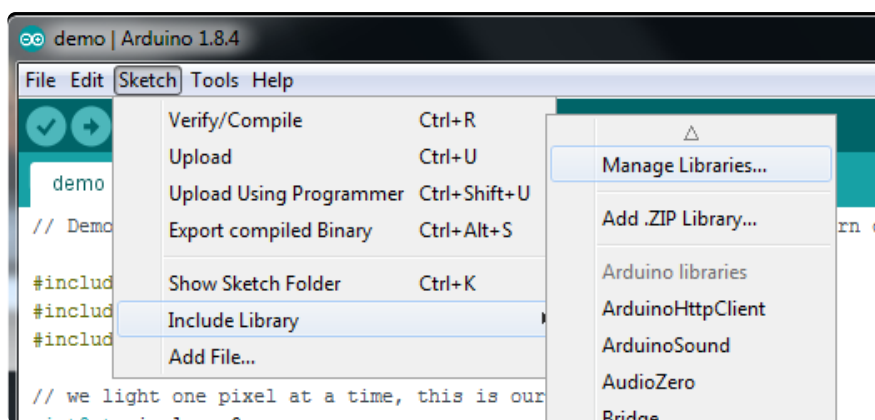 demo | Arduino 1.8.4
File Edit Sketch Tools Help
Verify/Compile Ctrl+R
Upload Ctrl+U
Upload Using Programmer Ctrl+Shift+U
Export compiled Binary Ctrl+Alt+S
Show Sketch Folder Ctrl+K
Include Library
Add File...
Manage Libraries...
Add .ZIP Library...
Arduino libraries
ArduinoHttpClient
ArduinoSound
AudioZero
Bridge
demo
// Demo
#includ
#includ
#includ
// we light one pixel at a time, this is our